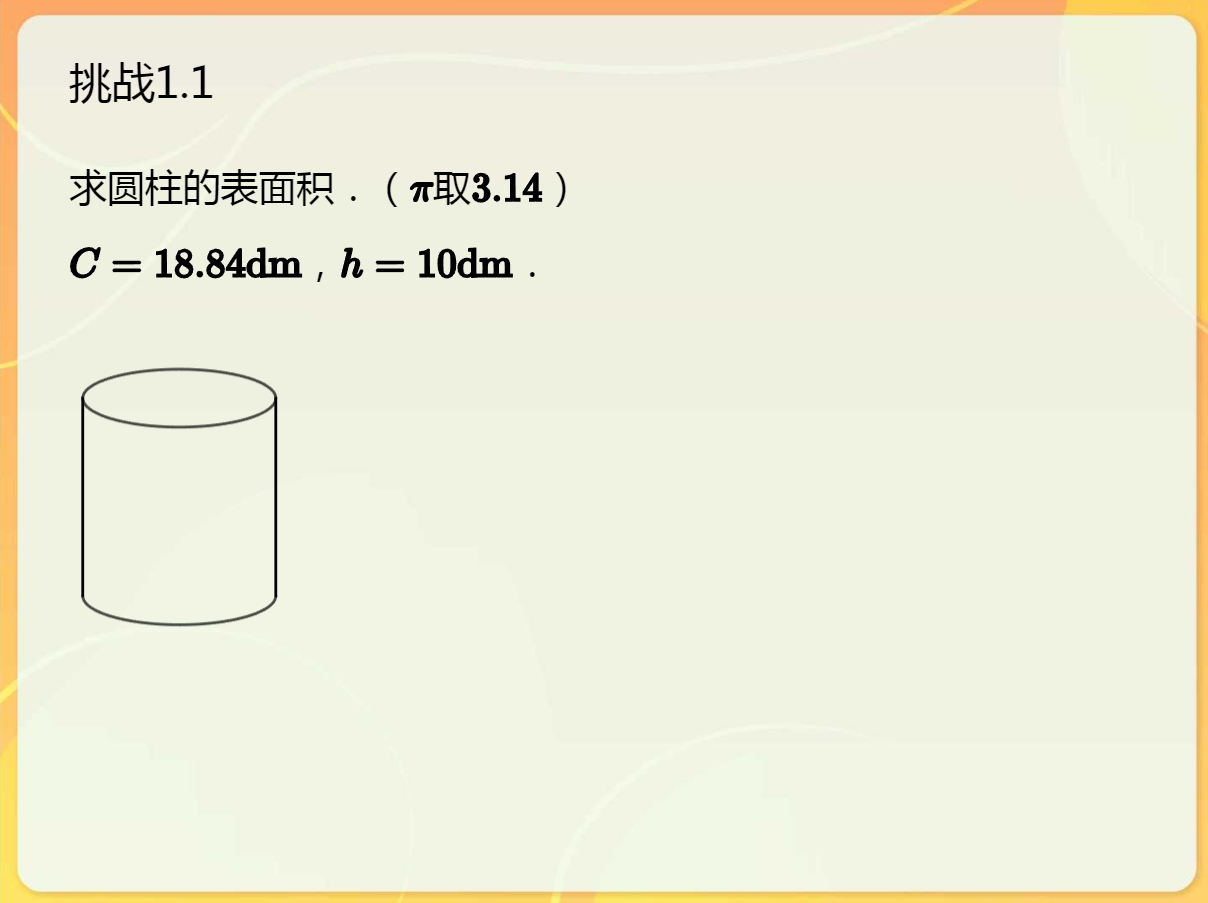 挑战1.1
求圆柱的表面积．（π取3.14）
C = 18.84dm，h = 10dm．